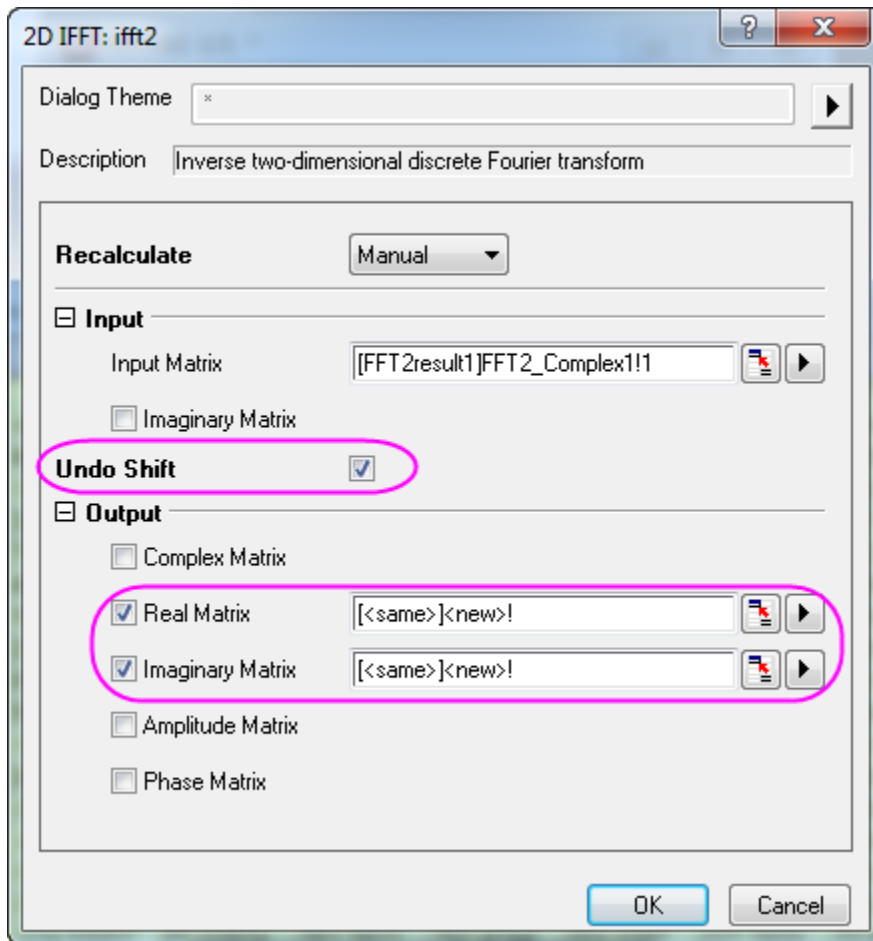 2D IFFT: ifft2
Dialog Theme *
Description Inverse two-dimensional discrete Fourier transform
Recalculate Manual
Input
Input Matrix [FFT2result1]FFT2_Complex1!1
Imaginary Matrix
Undo Shift
Output
Complex Matrix
Real Matrix [<same>]<new>!
Imaginary Matrix [<same>]<new>!
Amplitude Matrix
Phase Matrix
OK Cancel